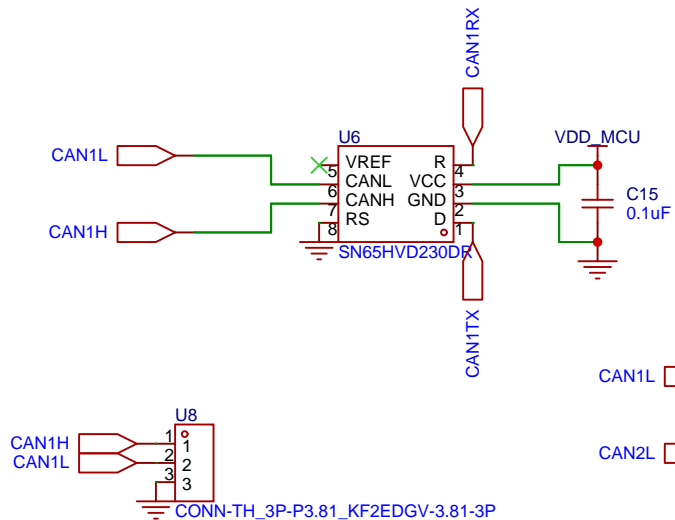 CAN1RX
U6
VDD_MCU
CAN1L
VREF
R
5
4
CANL
VCC
6
3
CANH
GND
7
2
RS
D
8
1
C15
0.1uF
CAN1H
SN65HVD230DR
CAN1TX
CAN1L
U8
CAN1H
1
1
CAN1L
2
2
3
3
CAN2L
CONN-TH_3P-P3.81_KF2EDGV-3.81-3P